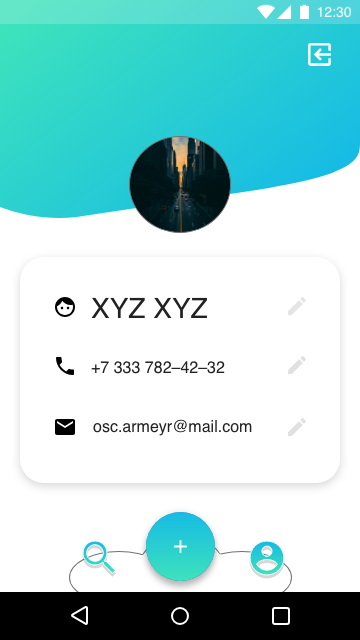 12:30
XYZ XYZ
+7 333 782–42–32
osc.armeyr@mail.com